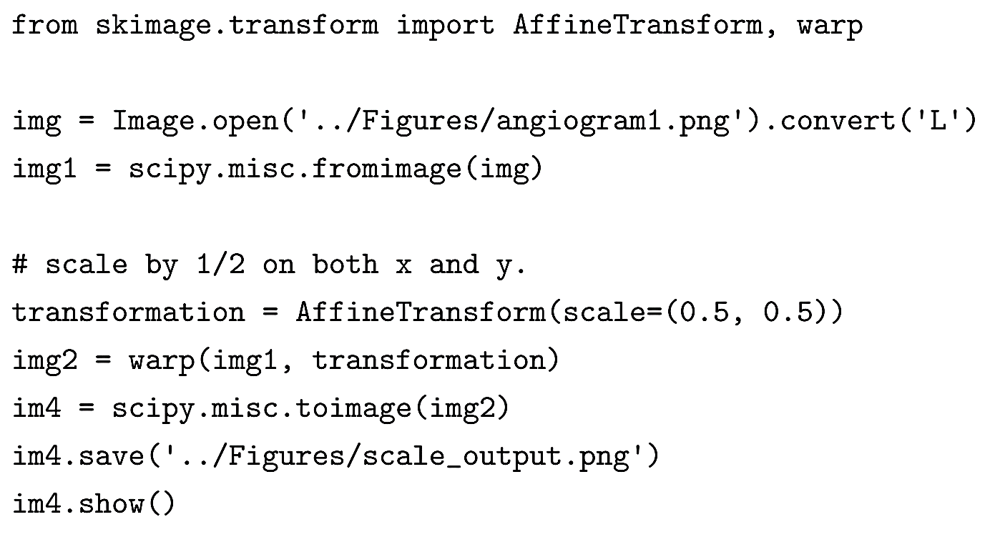 from skimage.transform import AffineTransform, warp
img = Image.open('../Figures/angiogram1.png').convert('L')
img1 = scipy.misc.fromimage(img)
# scale by 1/2 on both x and y.
transformation = AffineTransform(scale=(0.5, 0.5))
img2 = warp(img1, transformation)
im4 = scipy.misc.toimage(img2)
im4.save('../Figures/scale_output.png')
im4.show()